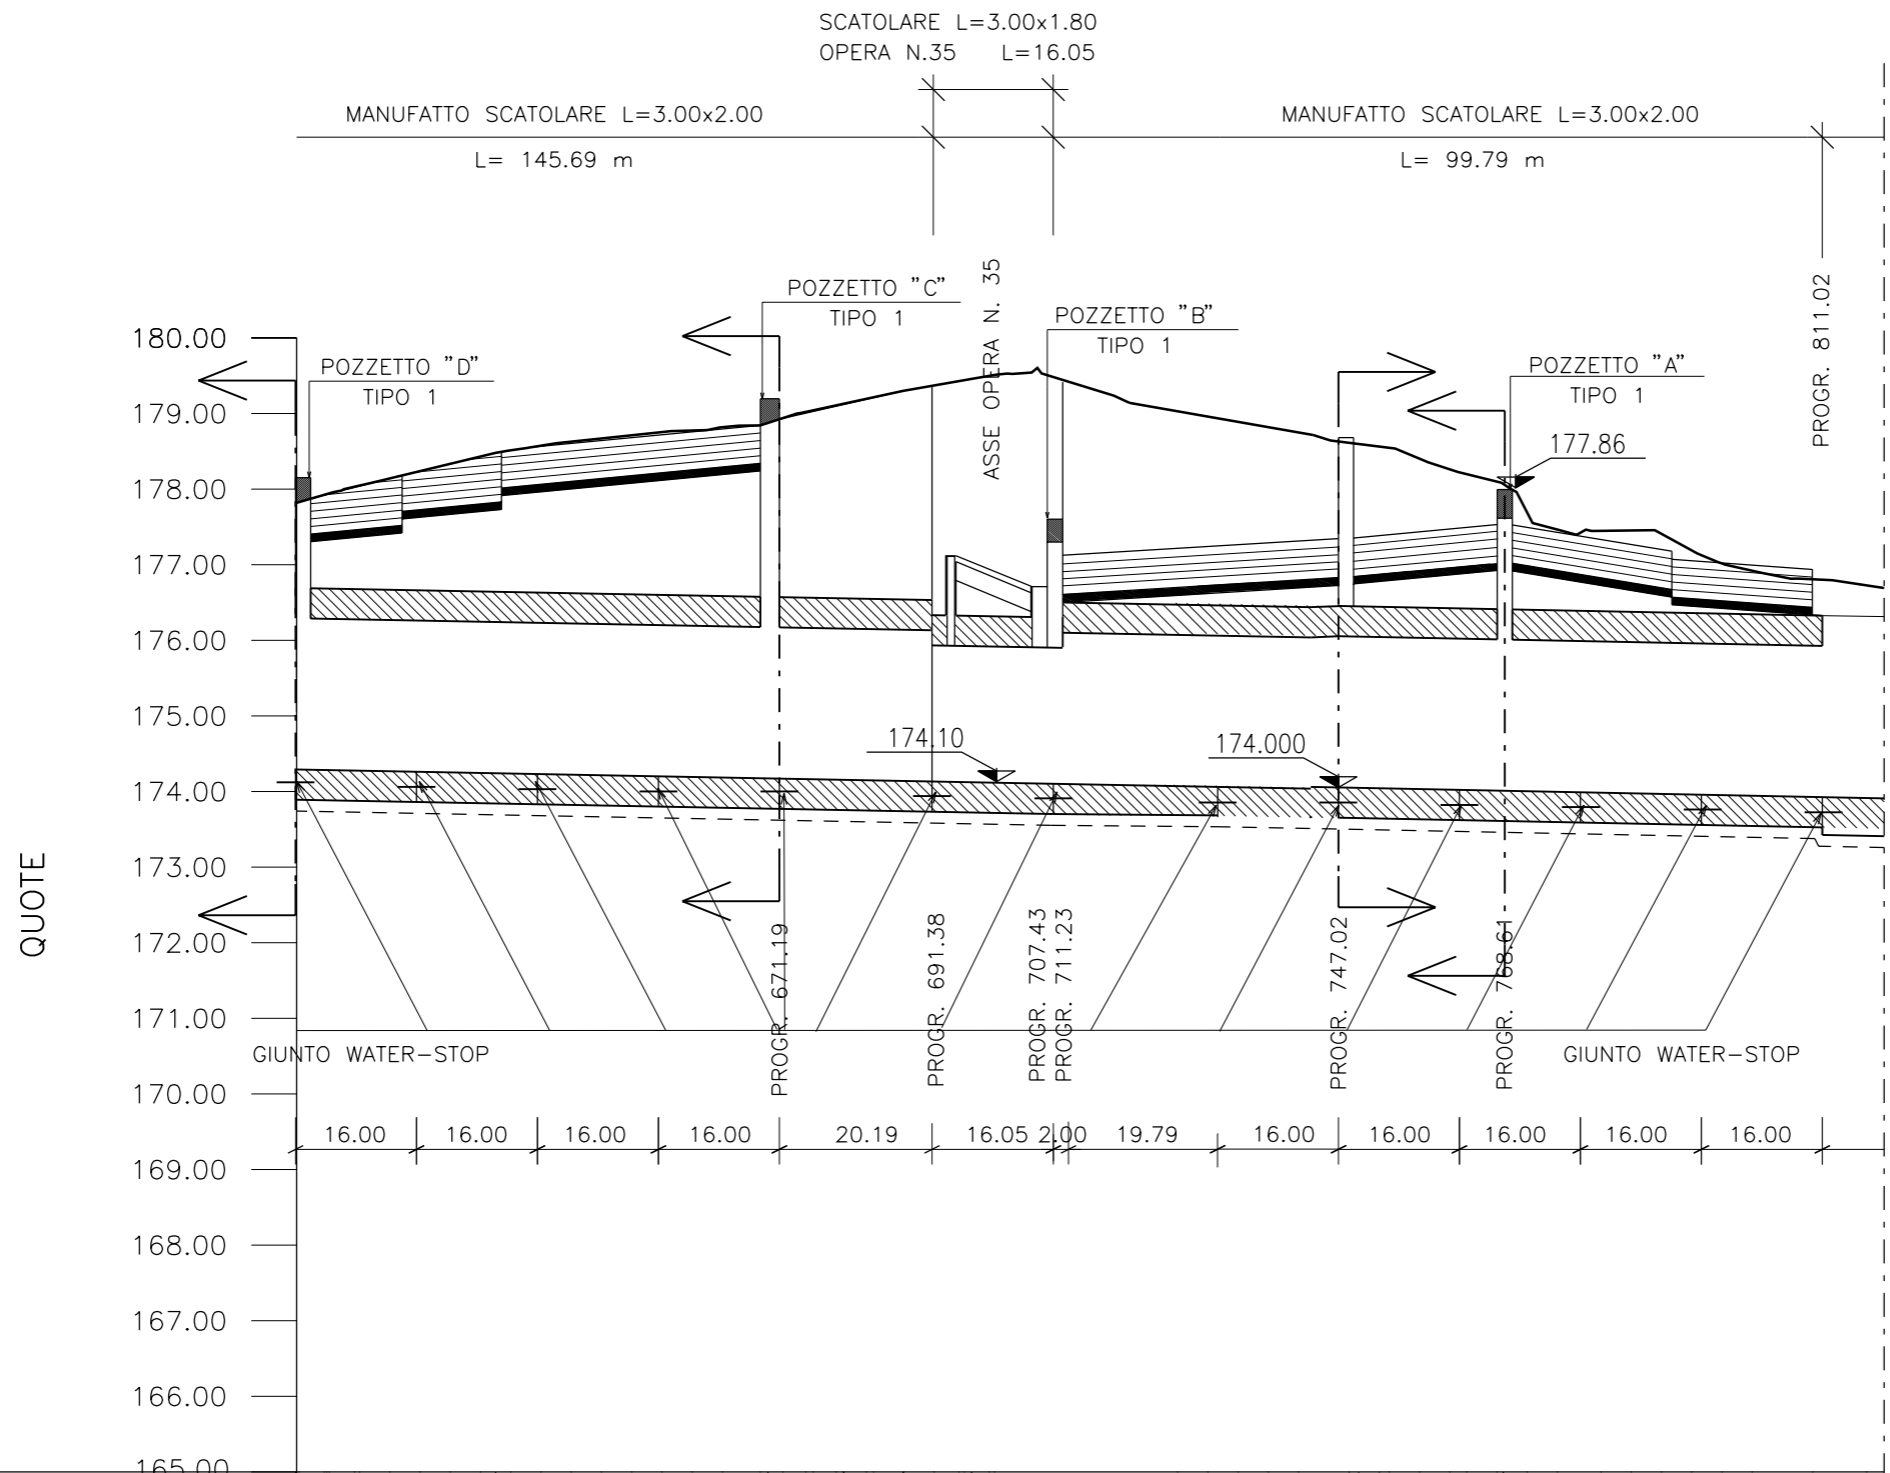 SCATOLARE L=3.00x1.80
OPERA N.35 L=16.05
MANUFATTO SCATOLARE L=3.00x2.00
L= 145.69 m
MANUFATTO SCATOLARE L=3.00x2.00
L= 99.79 m
ASSE OPERA N. 35
PROGR. 811.02
POZZETTO "D"
TIPO 1
POZZETTO "C"
TIPO 1
POZZETTO "B"
TIPO 1
POZZETTO "A"
TIPO 1
177.86
174.10
174.000
QUOTE
180.00
179.00
178.00
177.00
176.00
175.00
174.00
173.00
172.00
171.00
170.00
169.00
168.00
167.00
166.00
165.00
PROGR. 671.19
PROGR. 691.38
PROGR. 707.43
PROGR. 711.23
PROGR. 747.02
PROGR. 768.61
GIUNTO WATER-STOP
GIUNTO WATER-STOP
16.00 16.00 16.00 16.00 20.19 16.05 2.00 19.79 16.00 16.00 16.00 16.00 16.00